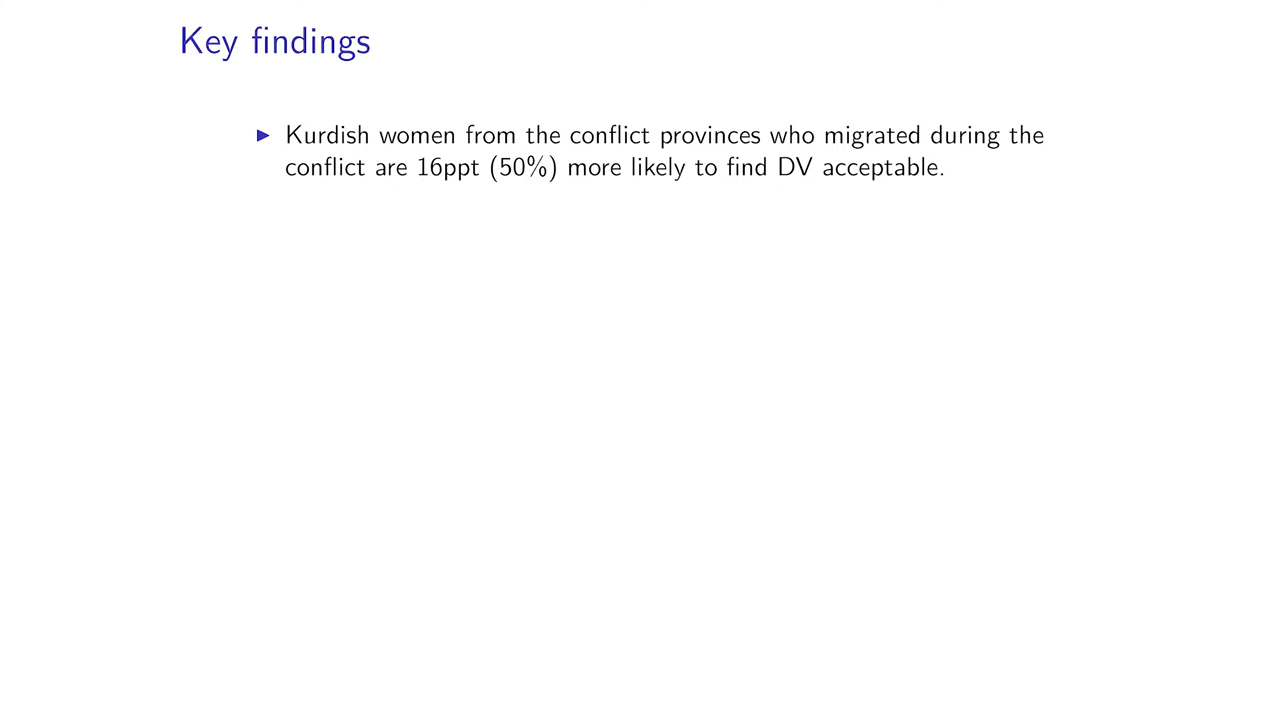 Key findings
▶ Kurdish women from the conflict provinces who migrated during the
conflict are 16ppt (50%) more likely to find DV acceptable.